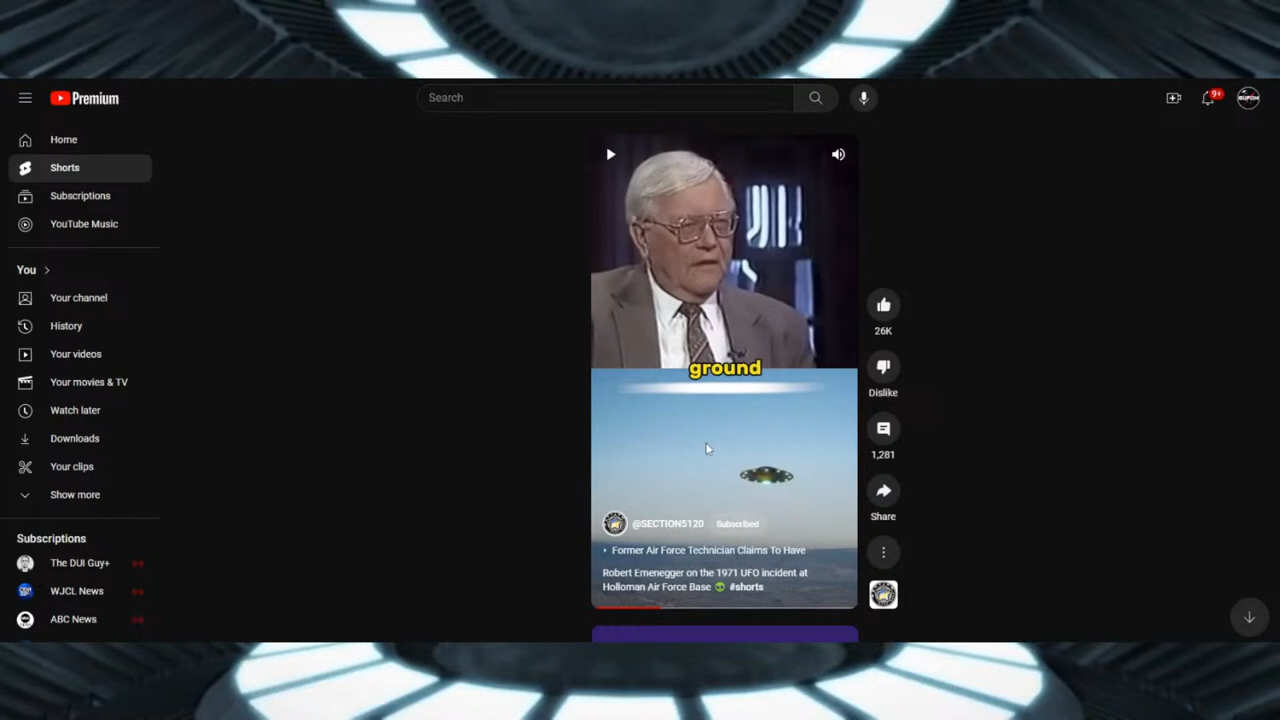 Premium
Search
9+
Home
Shorts
Subscriptions
YouTube Music
You
Your channel
History
Your videos
Your movies & TV
Watch later
Downloads
Your clips
Show more
Subscriptions
The DUI Guy+
WJCL News
ABC News
ground
@SECTION5120 Subscribed
Former Air Force Technician Claims To Have
Robert Emenegger on the 1971 UFO incident at
Holloman Air Force Base 👽 #shorts
26K
Dislike
1,281
Share